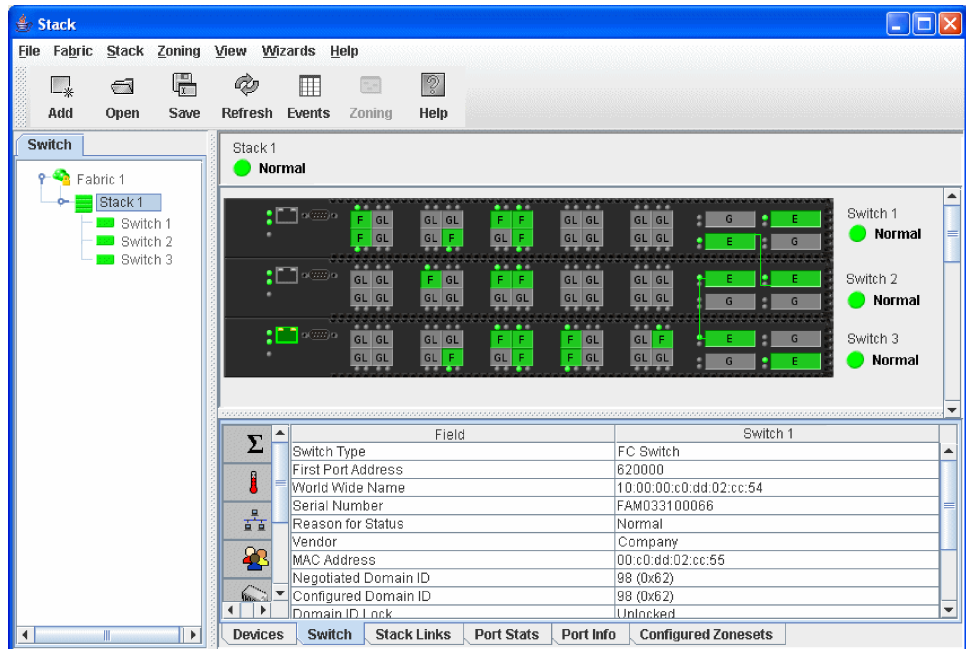 Stack
File Fabric Stack Zoning View Wizards Help
Add Open Save Refresh Events Zoning Help
Switch
Fabric 1
Stack 1
Switch 1
Switch 2
Switch 3
Stack 1
Normal
F GL GL GL F F GL GL GL GL G E
F GL GL F GL F GL GL GL GL E G
Switch 1
Normal
GL GL F GL F F GL GL GL GL E E
GL GL GL GL GL GL GL GL GL GL G G
Switch 2
Normal
GL GL GL GL F F F GL GL F E G
GL GL GL F GL F GL GL GL GL G E
Switch 3
Normal
Σ
Field Switch 1
Switch Type FC Switch
First Port Address 620000
World Wide Name 10:00:00:c0:dd:02:cc:54
Serial Number FAM033100066
Reason for Status Normal
Vendor Company
MAC Address 00:c0:dd:02:cc:55
Negotiated Domain ID 98 (0x62)
Configured Domain ID 98 (0x62)
Domain ID Lock Unlocked
Devices Switch Stack Links Port Stats Port Info Configured Zonesets